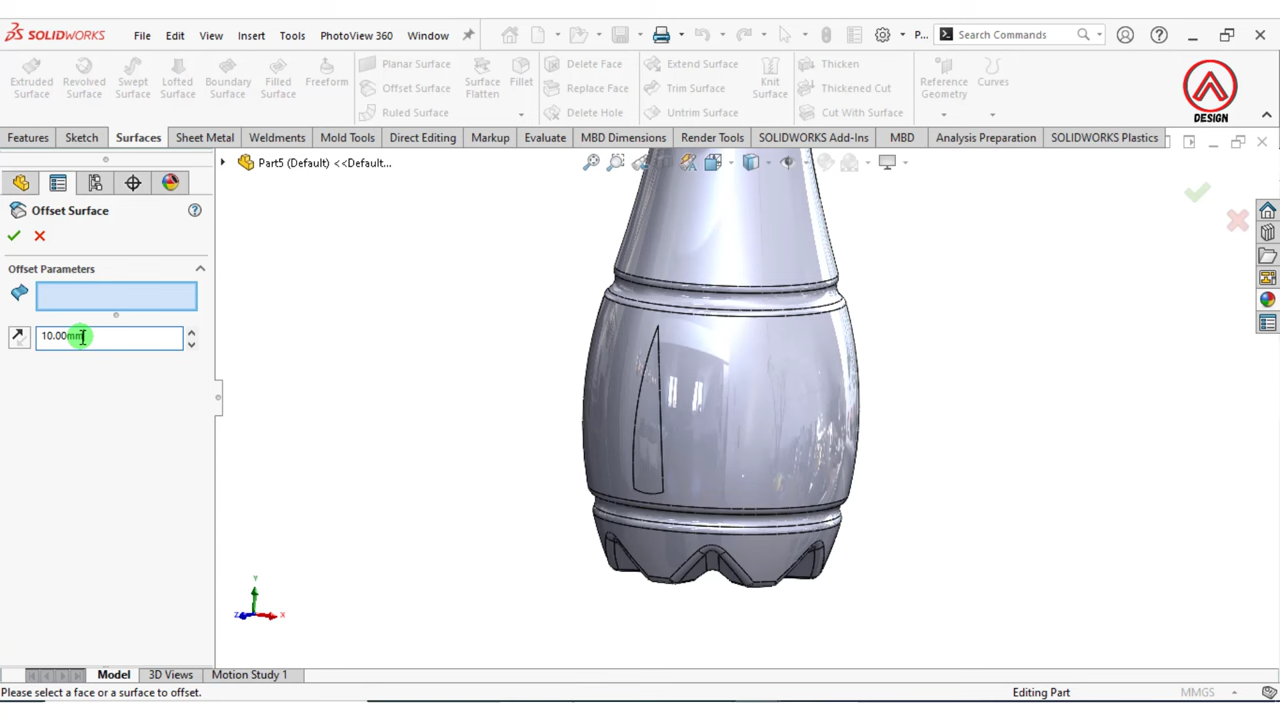 SOLIDWORKS File Edit View Insert Tools PhotoView 360 Window P... Search Commands
Extruded Surface
Revolved Surface
Swept Surface
Lofted Surface
Boundary Surface
Filled Surface
Freeform
Planar Surface
Offset Surface
Ruled Surface
Surface Flatten
Fillet
Delete Face
Replace Face
Delete Hole
Extend Surface
Trim Surface
Untrim Surface
Knit Surface
Thicken
Thickened Cut
Cut With Surface
Reference Geometry
Curves
DESIGN
Features Sketch Surfaces Sheet Metal Weldments Mold Tools Direct Editing Markup Evaluate MBD Dimensions Render Tools SOLIDWORKS Add-Ins MBD Analysis Preparation SOLIDWORKS Plastics
Part5 (Default) <<Default...
Offset Surface
Offset Parameters
10.00mm
Y
Z
X
Model 3D Views Motion Study 1
Please select a face or a surface to offset. Editing Part MMGS